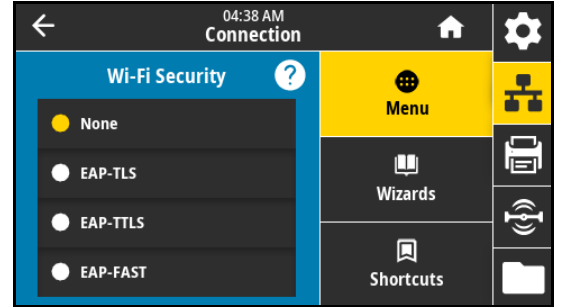 04:38 AM
Connection
Wi-Fi Security ?
None
EAP-TLS
EAP-TTLS
EAP-FAST
Menu
Wizards
Shortcuts